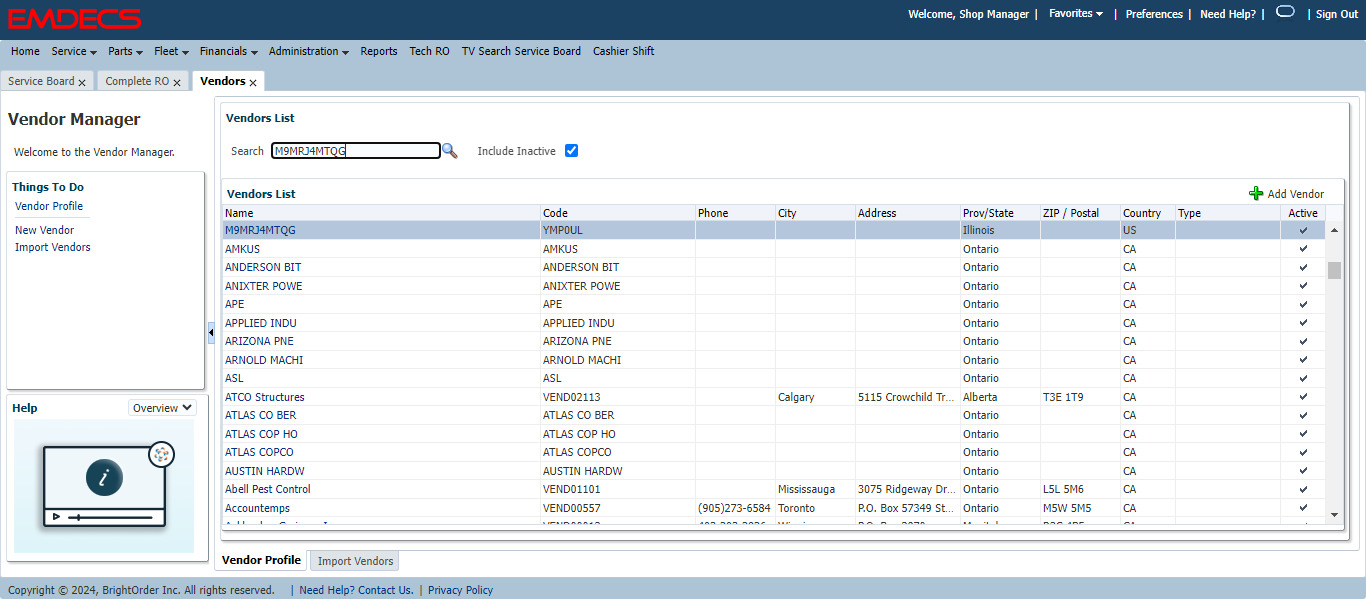 EMDECS
Welcome, Shop Manager | Favorites | Preferences | Need Help? | | Sign Out
Home Service Parts Fleet Financials Administration Reports Tech RO TV Search Service Board Cashier Shift
Service Board x Complete RO x Vendors x
Vendor Manager
Welcome to the Vendor Manager.
Things To Do
Vendor Profile
New Vendor
Import Vendors
Help Overview
i
Vendors List
Search M9MRJ4MTQG Include Inactive
Vendors List Add Vendor
Name Code Phone City Address Prov/State ZIP / Postal Country Type Active
M9MRJ4MTQG YMP0UL Illinois US
AMKUS AMKUS Ontario CA
ANDERSON BIT ANDERSON BIT Ontario CA
ANIXTER POWE ANIXTER POWE Ontario CA
APE APE Ontario CA
APPLIED INDU APPLIED INDU Ontario CA
ARIZONA PNE ARIZONA PNE Ontario CA
ARNOLD MACHI ARNOLD MACHI Ontario CA
ASL ASL Ontario CA
ATCO Structures VEND02113 Calgary 5115 Crowchild Tr... Alberta T3E 1T9 CA
ATLAS CO BER ATLAS CO BER Ontario CA
ATLAS COP HO ATLAS COP HO Ontario CA
ATLAS COPCO ATLAS COPCO Ontario CA
AUSTIN HARDW AUSTIN HARDW Ontario CA
Abell Pest Control VEND01101 Mississauga 3075 Ridgeway Dr... Ontario L5L 5M6 CA
Accountemps VEND00557 (905)273-6584 Toronto P.O. Box 57349 St... Ontario M5W 5M5 CA
Vendor Profile Import Vendors
Copyright © 2024, BrightOrder Inc. All rights reserved. | Need Help? Contact Us. | Privacy Policy